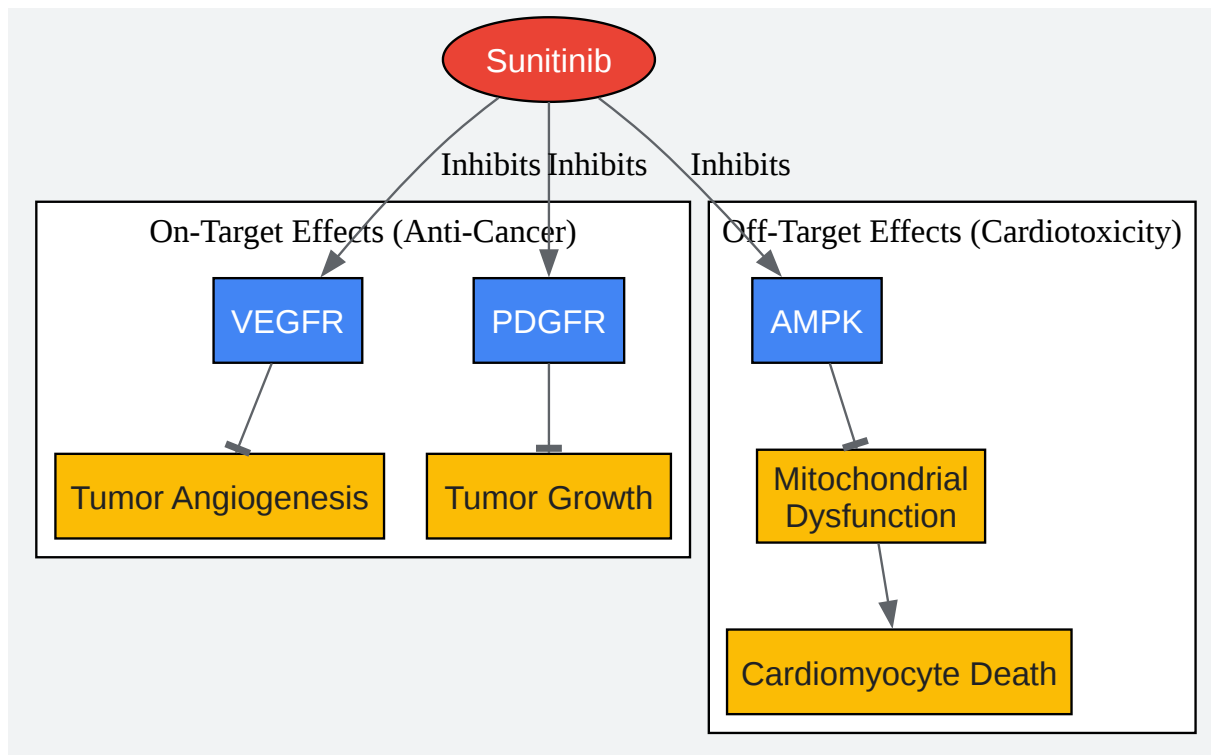 Sunitinib
Inhibits
Inhibits
Inhibits
On-Target Effects (Anti-Cancer)
Off-Target Effects (Cardiotoxicity)
VEGFR
PDGFR
AMPK
Tumor Angiogenesis
Tumor Growth
Mitochondrial
Dysfunction
Cardiomyocyte Death